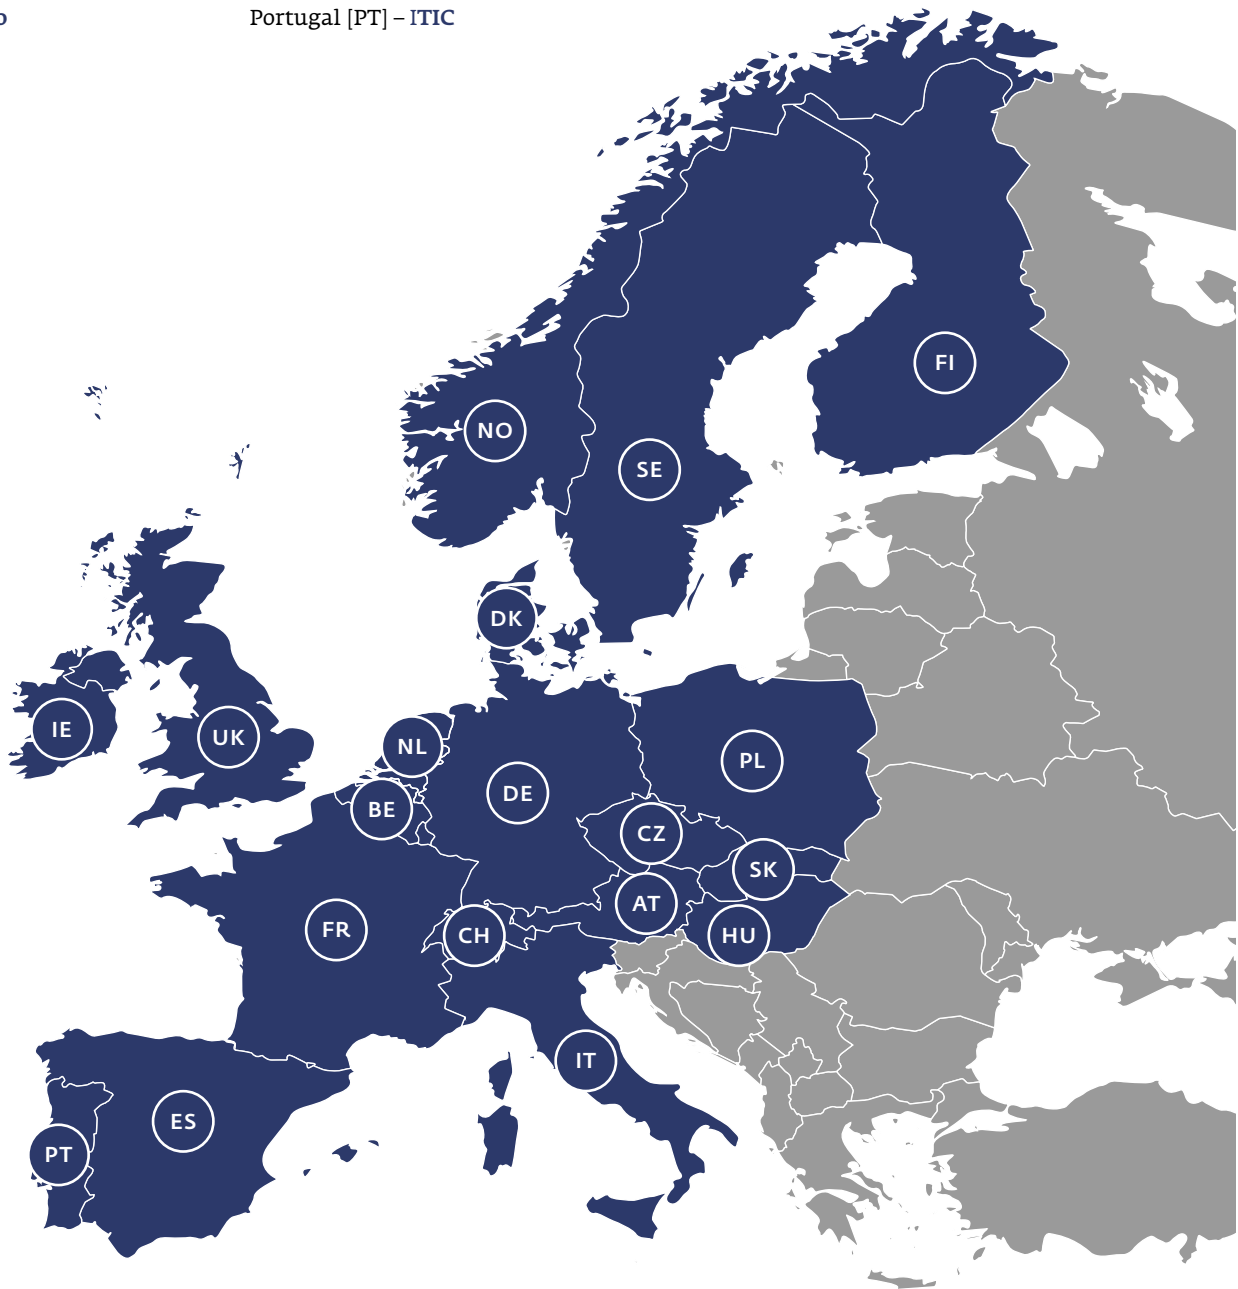 o
Portugal [PT] – ITIC
FI
NO
SE
DK
IE
UK
NL
PL
DE
BE
CZ
SK
AT
FR
CH
HU
IT
ES
PT